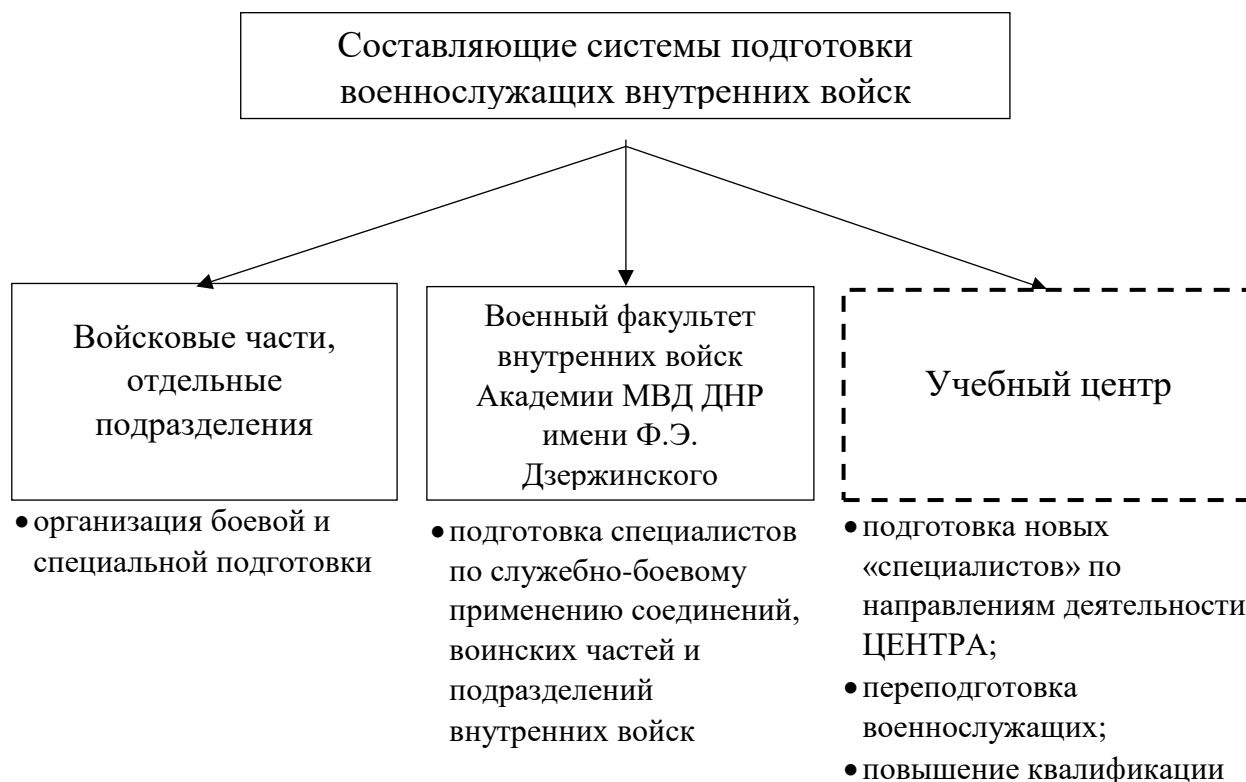 Составляющие системы подготовки
военнослужащих внутренних войск
Войсковые части,
отдельные
подразделения
• организация боевой и
специальной подготовки
Военный факультет
внутренних войск
Академии МВД ДНР
имени Ф.Э.
Дзержинского
• подготовка специалистов
по служебно-боевому
применению соединений,
воинских частей и
подразделений
внутренних войск
Учебный центр
• подготовка новых
«специалистов» по
направлениям деятельности
ЦЕНТРА;
• переподготовка
военнослужащих;
• повышение квалификации